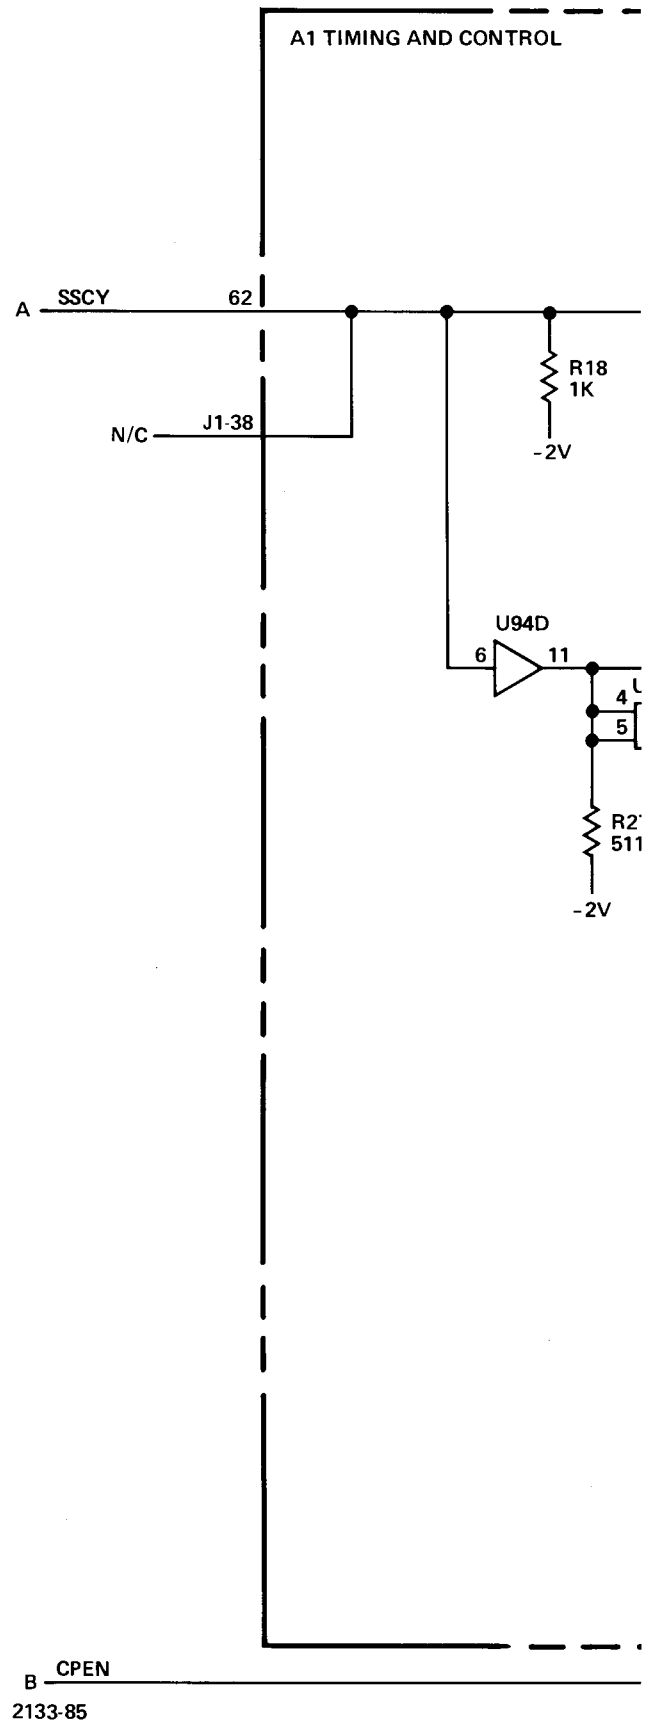 A1 TIMING AND CONTROL
A SSCY 62
R18
1K
-2V
N/C J1-38
U94D
6 11
4
5
511
-2V
B CPEN
2133-85